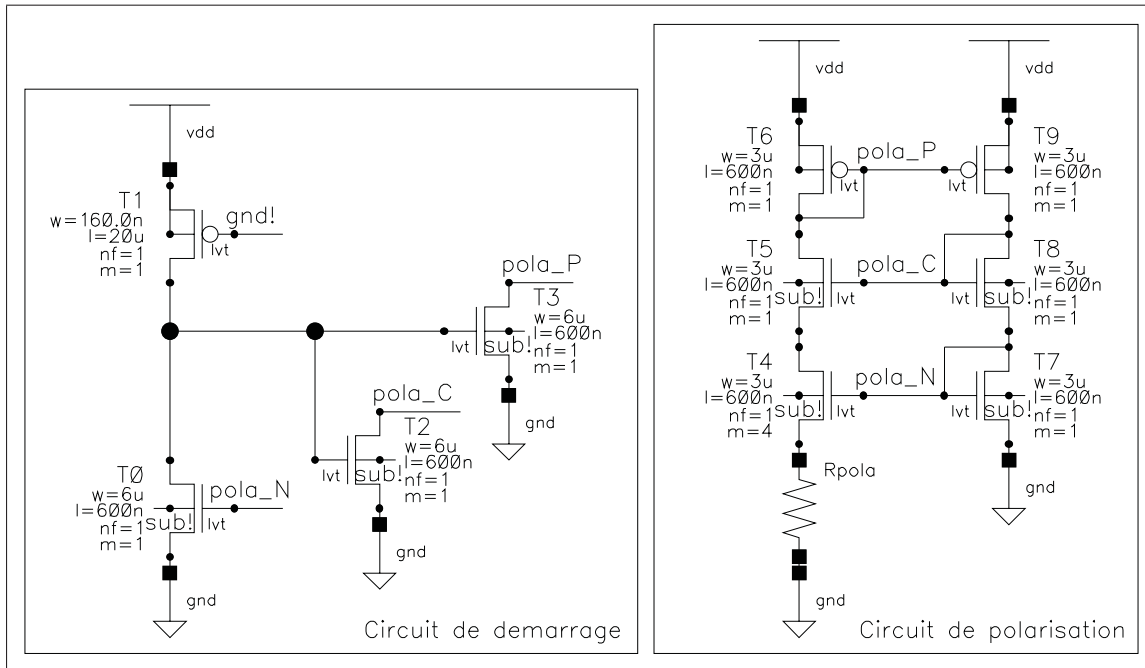 vdd
T1
w=160.0n
l=20u
nf=1
m=1
lvt
gnd!
pola_P
T3
w=6u
l=600n
nf=1
m=1
lvt
sub!
gnd
pola_C
T2
w=6u
l=600n
nf=1
m=1
lvt
sub!
gnd
T0
w=6u
l=600n
nf=1
m=1
sub!
lvt
pola_N
gnd
Circuit de demarrage
vdd
vdd
T6
w=3u
l=600n
nf=1
m=1
lvt
pola_P
lvt
T9
w=3u
l=600n
nf=1
m=1
T5
w=3u
l=600n
nf=1
m=1
sub!
lvt
pola_C
lvt
sub!
T8
w=3u
l=600n
nf=1
m=1
T4
w=3u
l=600n
nf=1
m=4
sub!
lvt
pola_N
lvt
sub!
T7
w=3u
l=600n
nf=1
m=1
Rpola
gnd
gnd
Circuit de polarisation